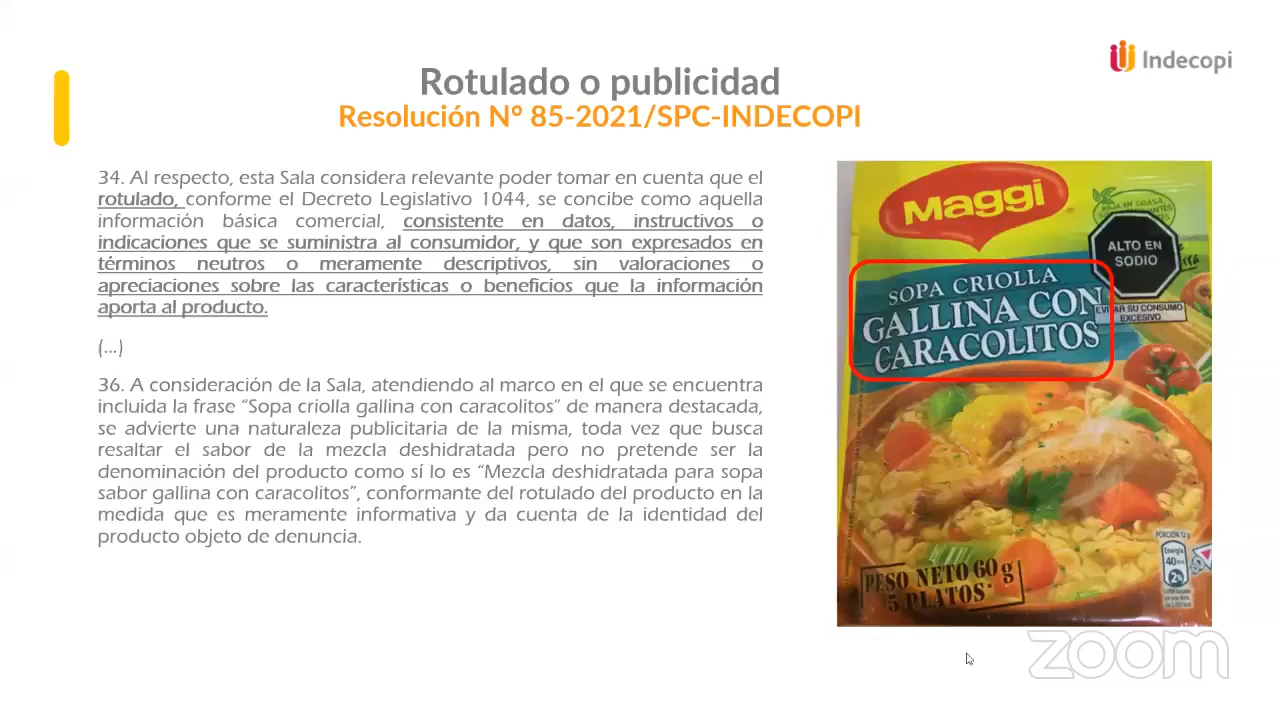 Rotulado o publicidad
Indecopi
Resolución N° 85-2021/SPC-INDECOPI
34. Al respecto, esta Sala considera relevante poder tomar en cuenta que el
rotulado, conforme el Decreto Legislativo 1044, se concibe como aquella
información básica comercial, consistente en datos, instructivos o
indicaciones que se suministra al consumidor, y que son expresados en
términos neutros o meramente descriptivos, sin valoraciones o
apreciaciones sobre las características o beneficios que la información
aporta al producto.
(...)
36. A consideración de la Sala, atendiendo al marco en el que se encuentra
incluida la frase “Sopa criolla gallina con caracolitos” de manera destacada,
se advierte una naturaleza publicitaria de la misma, toda vez que busca
resaltar el sabor de la mezcla deshidratada pero no pretende ser la
denominación del producto como sí lo es “Mezcla deshidratada para sopa
sabor gallina con caracolitos”, conformante del rotulado del producto en la
medida que es meramente informativa y da cuenta de la identidad del
producto objeto de denuncia.
Maggi
BAJA EN GRASA
ALTO EN
SODIO
EVITAR SU CONSUMO
EXCESIVO
SOPA CRIOLLA
GALLINA CON
CARACOLITOS
PESO NETO 60 g
5 PLATOS
PORCIÓN 12 g
Energía
40
2%
zoom